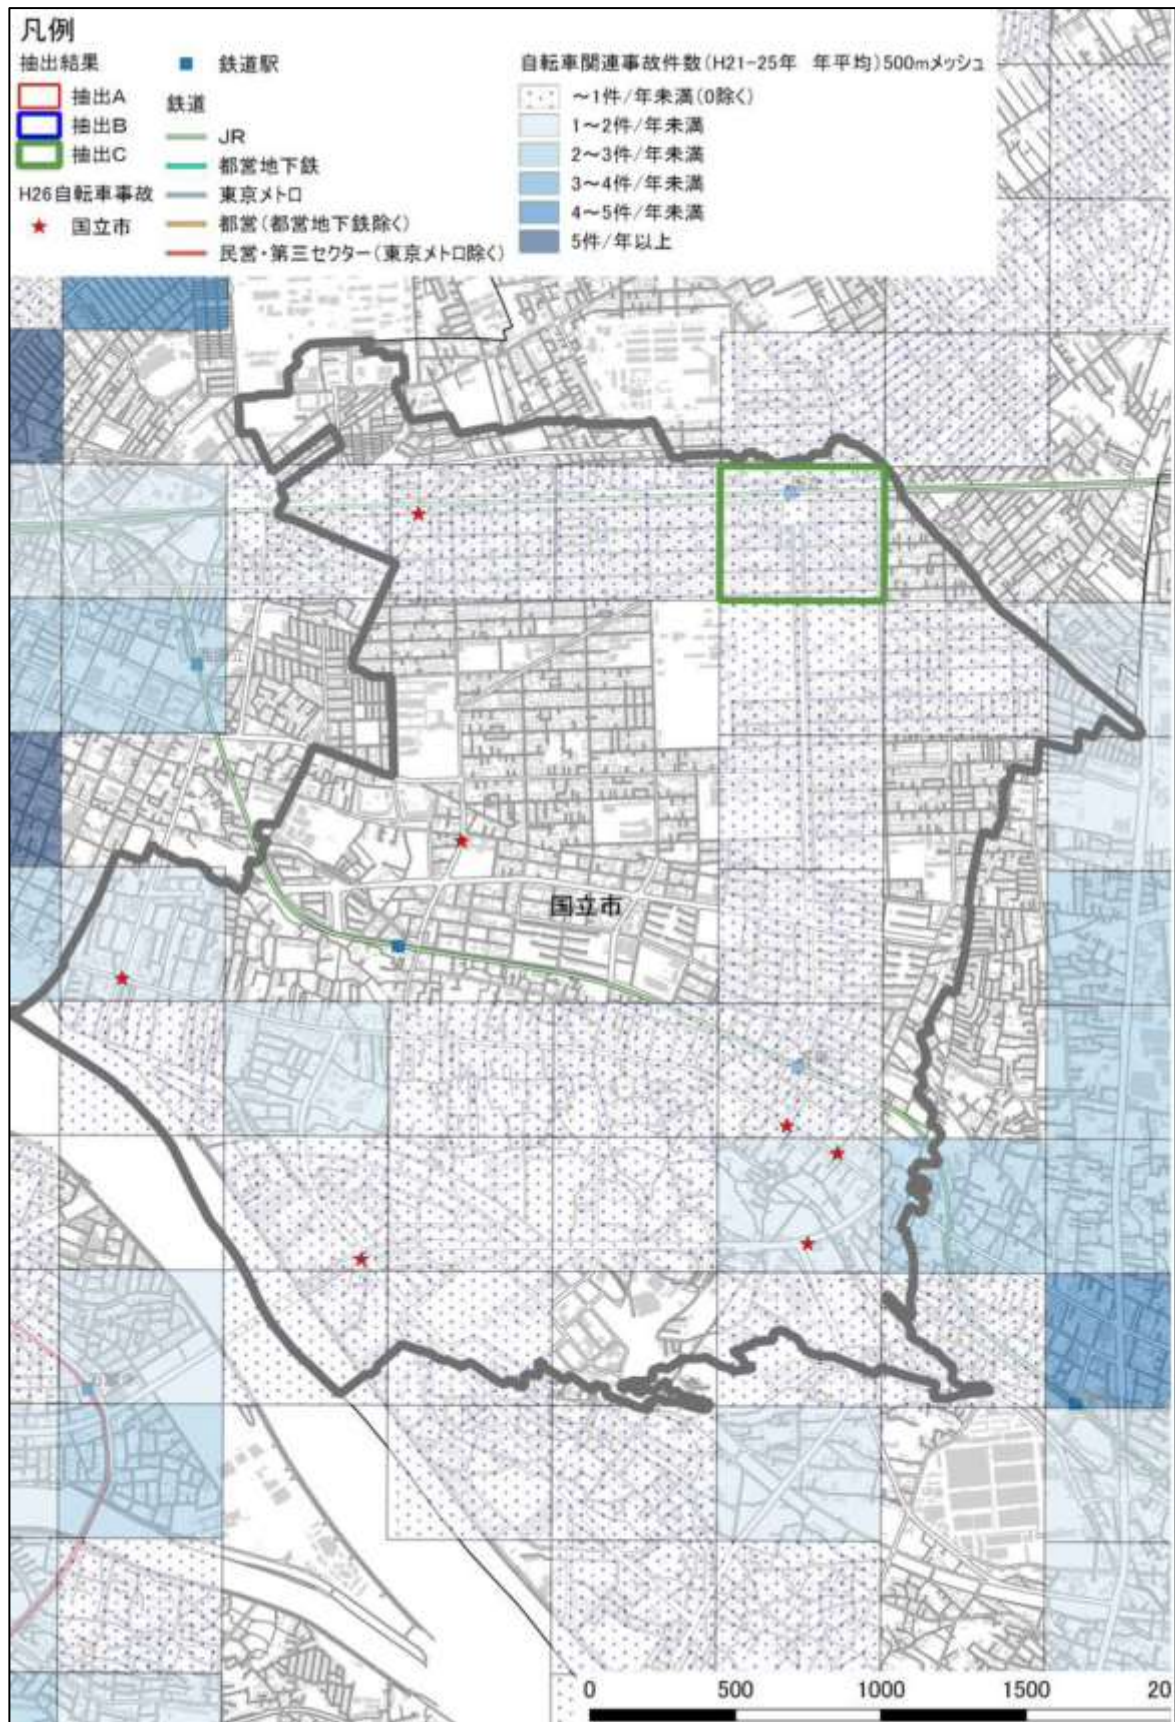 凡例
抽出結果
抽出A
抽出B
抽出C
H26自転車事故
国立市
鉄道駅
鉄道
JR
都営地下鉄
東京メトロ
都営(都営地下鉄除く)
民営・第三セクター(東京メトロ除く)
自転車関連事故件数(H21-25年 年平均)500mメッシュ
～1件/年未満(0除く)
1～2件/年未満
2～3件/年未満
3～4件/年未満
4～5件/年未満
5件/年以上
国立市
0 500 1000 1500 20